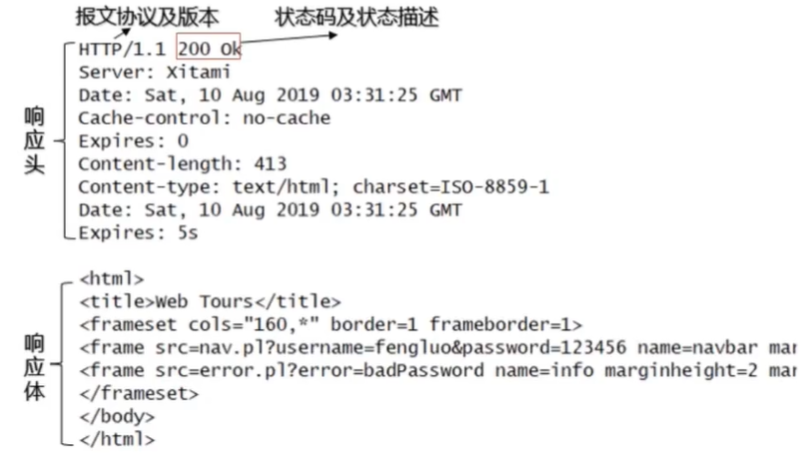 报文协议及版本 状态码及状态描述
HTTP/1.1 200 Ok
Server: Xitami
Date: Sat, 10 Aug 2019 03:31:25 GMT
响应头
Cache-control: no-cache
Expires: 0
Content-length: 413
Content-type: text/html; charset=ISO-8859-1
Date: Sat, 10 Aug 2019 03:31:25 GMT
Expires: 5s
<html>
<title>Web Tours</title>
<frameset cols="160,*" border=1 frameborder=1>
响应体
<frame src=nav.pl?username=fengluo&password=123456 name=navbar mar
<frame src=error.pl?error=badPassword name=info marginheight=2 mar
</frameset>
</body>
</html>